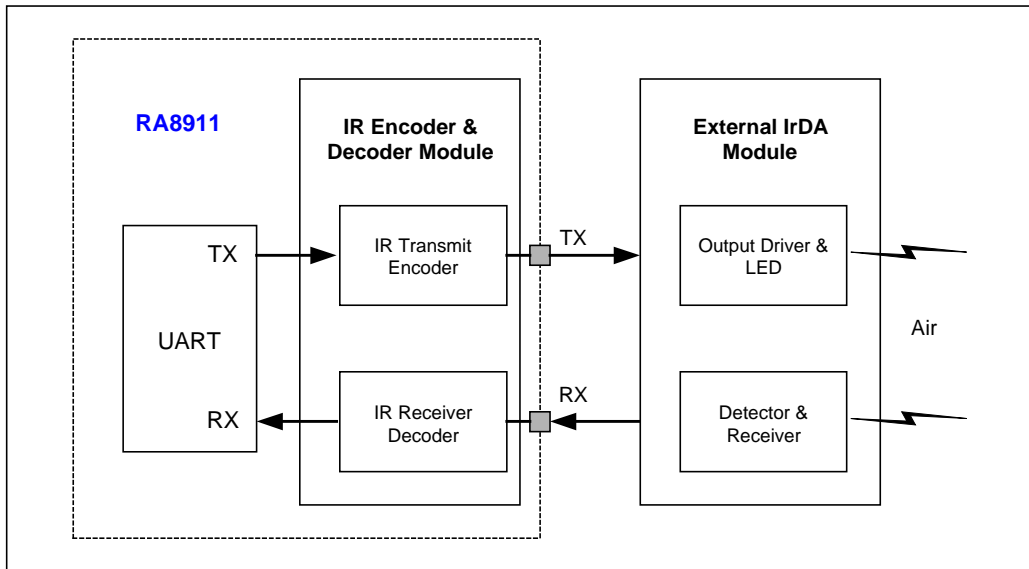 RA8911
IR Encoder &
Decoder Module
External IrDA
Module
TX
IR Transmit
Encoder
TX
Output Driver &
LED
UART
Air
RX
IR Receiver
Decoder
RX
Detector &
Receiver